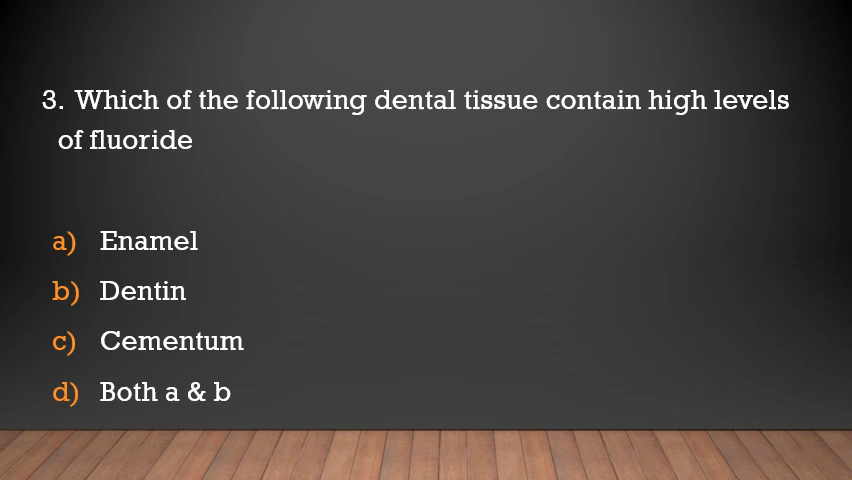 3. Which of the following dental tissue contain high levels
of fluoride
a) Enamel
b) Dentin
c) Cementum
d) Both a & b